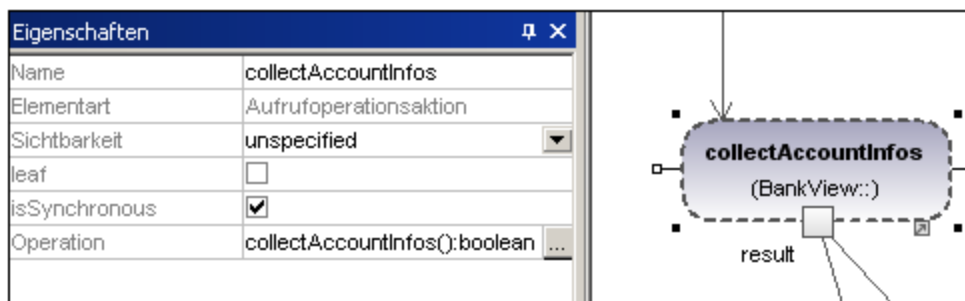 Eigenschaften
Name collectAccountInfos
Elementart Aufrufoperationsaktion
Sichtbarkeit unspecified
leaf
isSynchronous
Operation collectAccountInfos():boolean ...
collectAccountInfos
(BankView::)
result